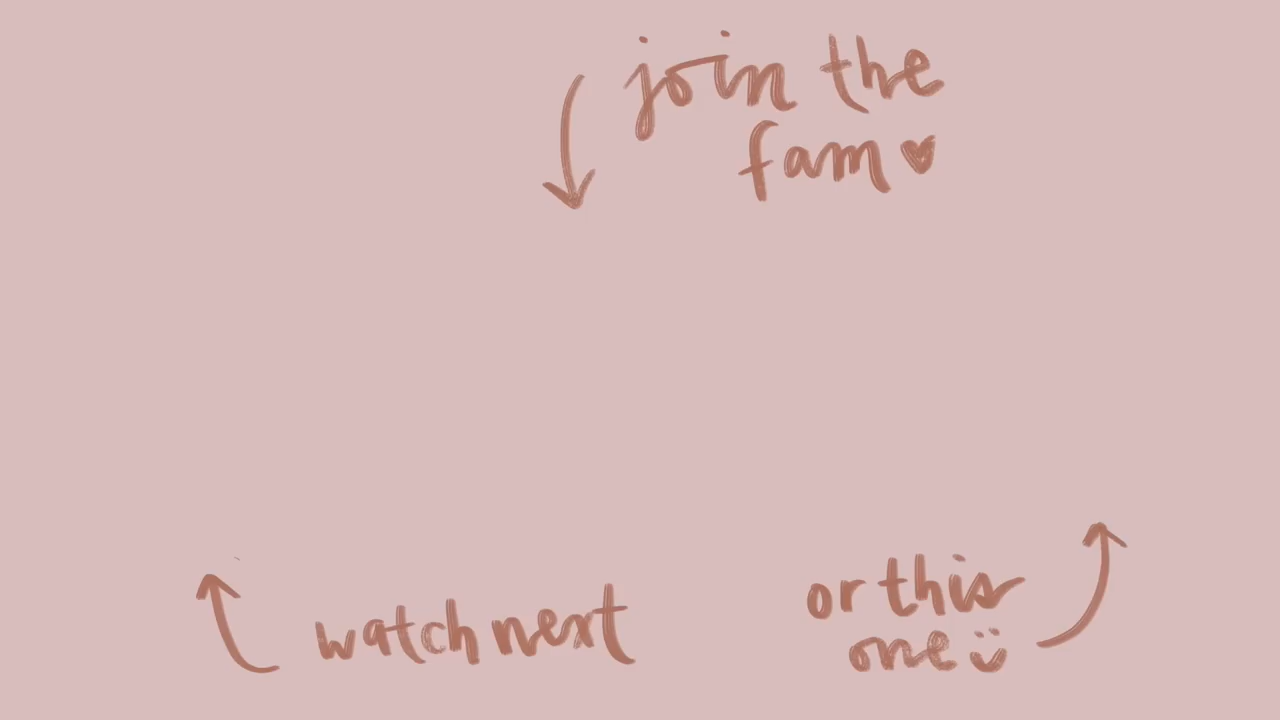 join the
fam
watch next
or this
one